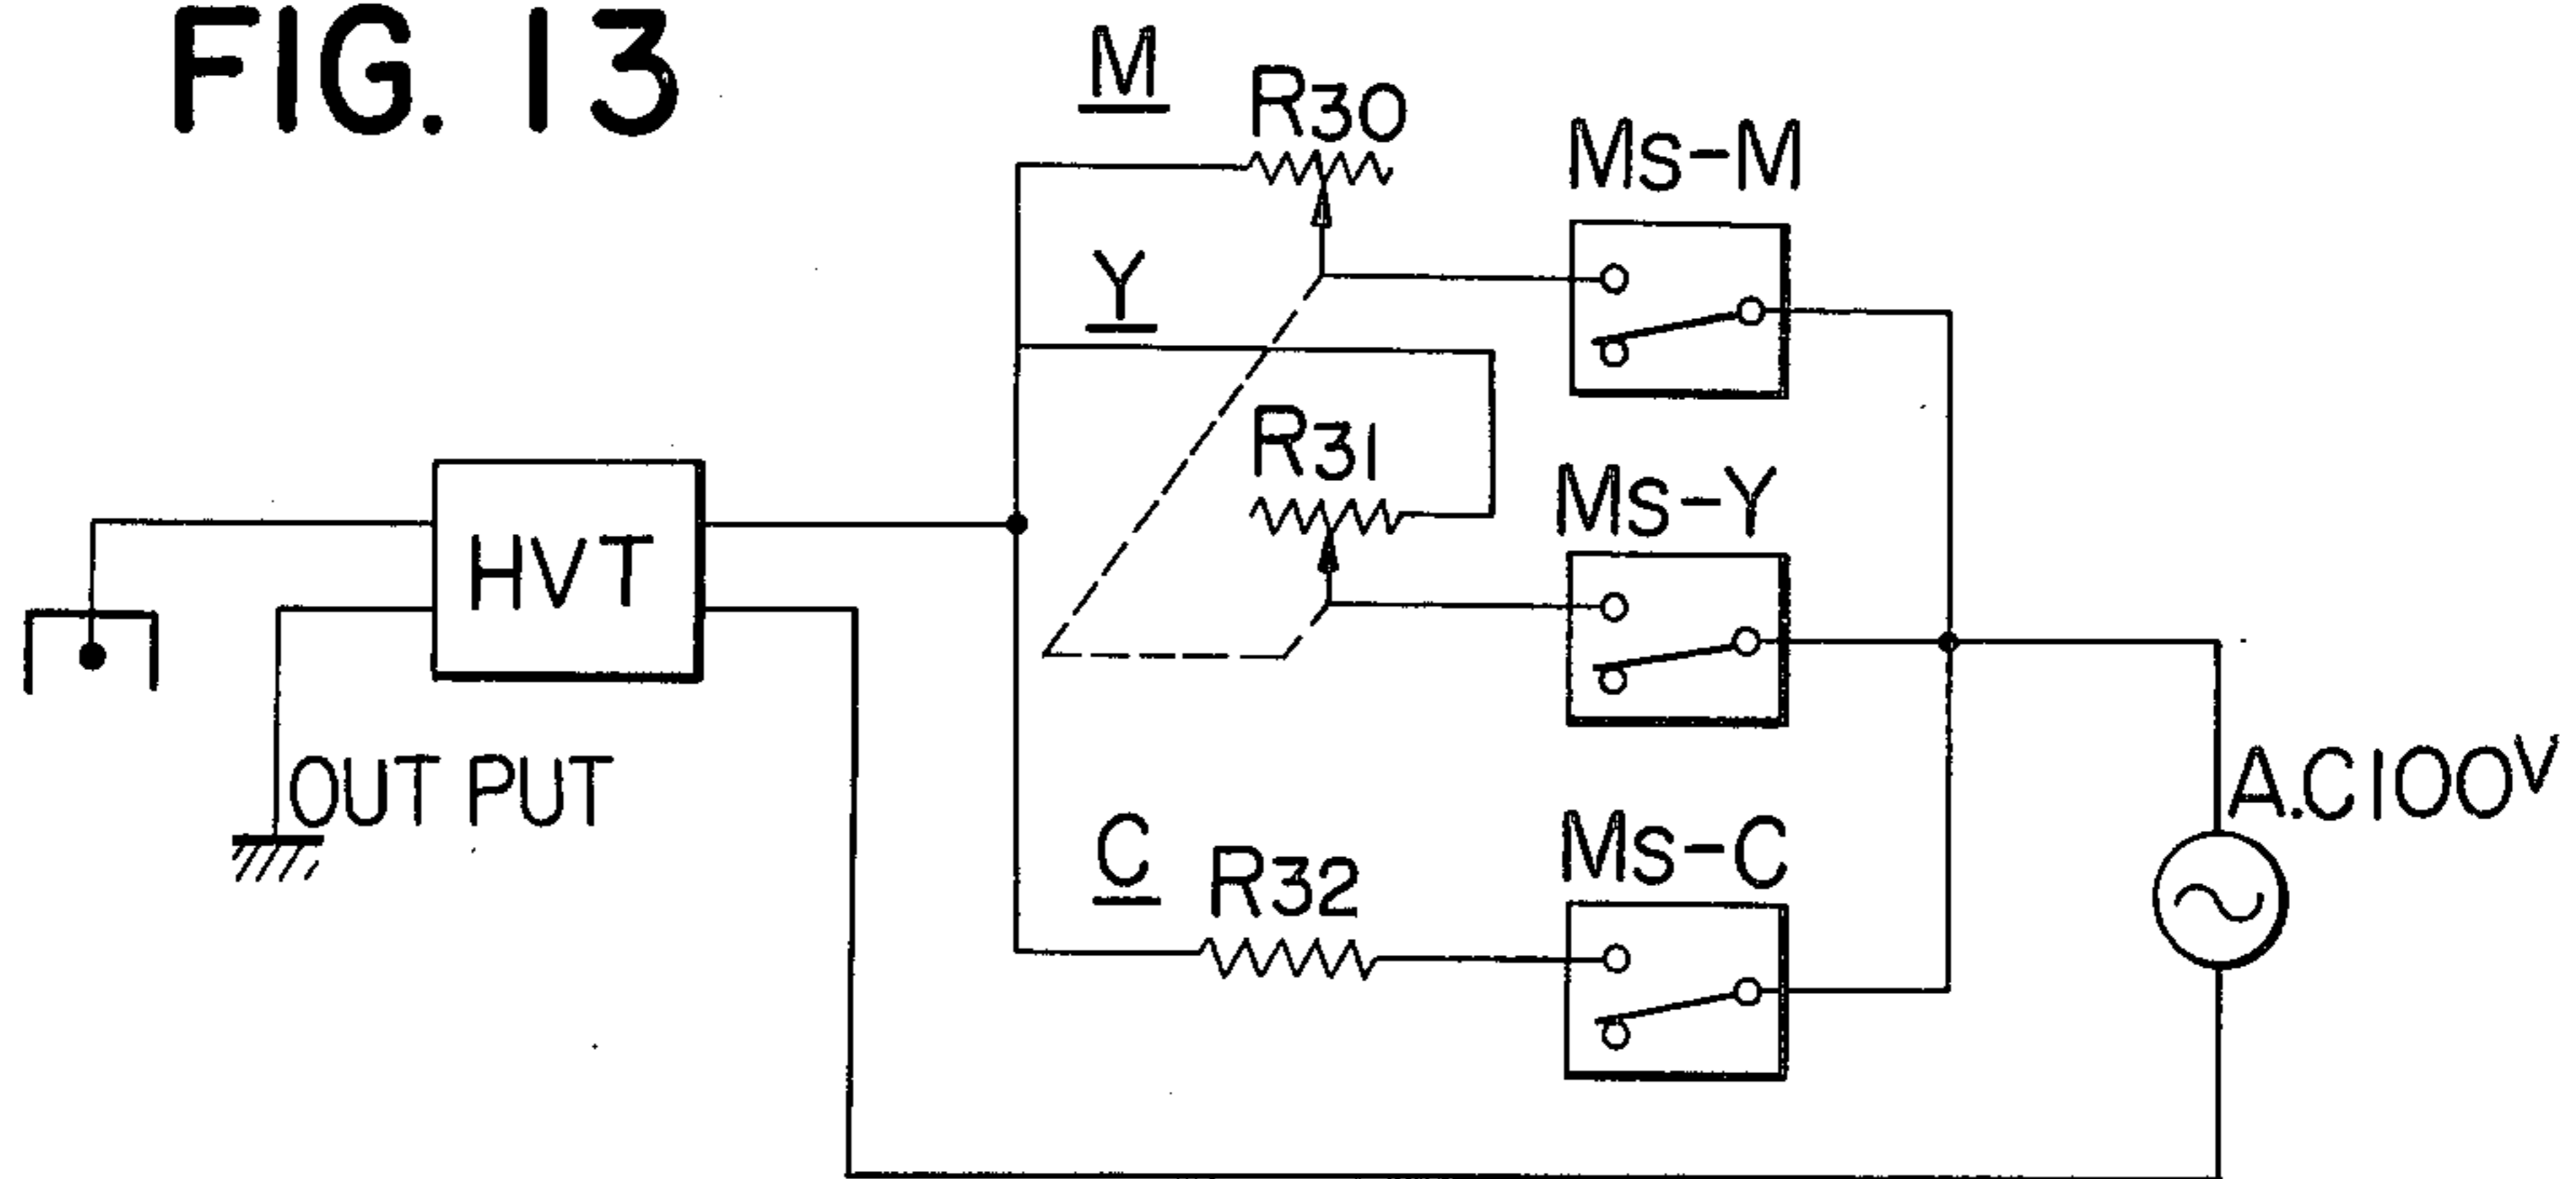 FIG. 13
M
R30
Ms-M
Y
R31
Ms-Y
HVT
OUT PUT
A.C100V
C
R32
Ms-C